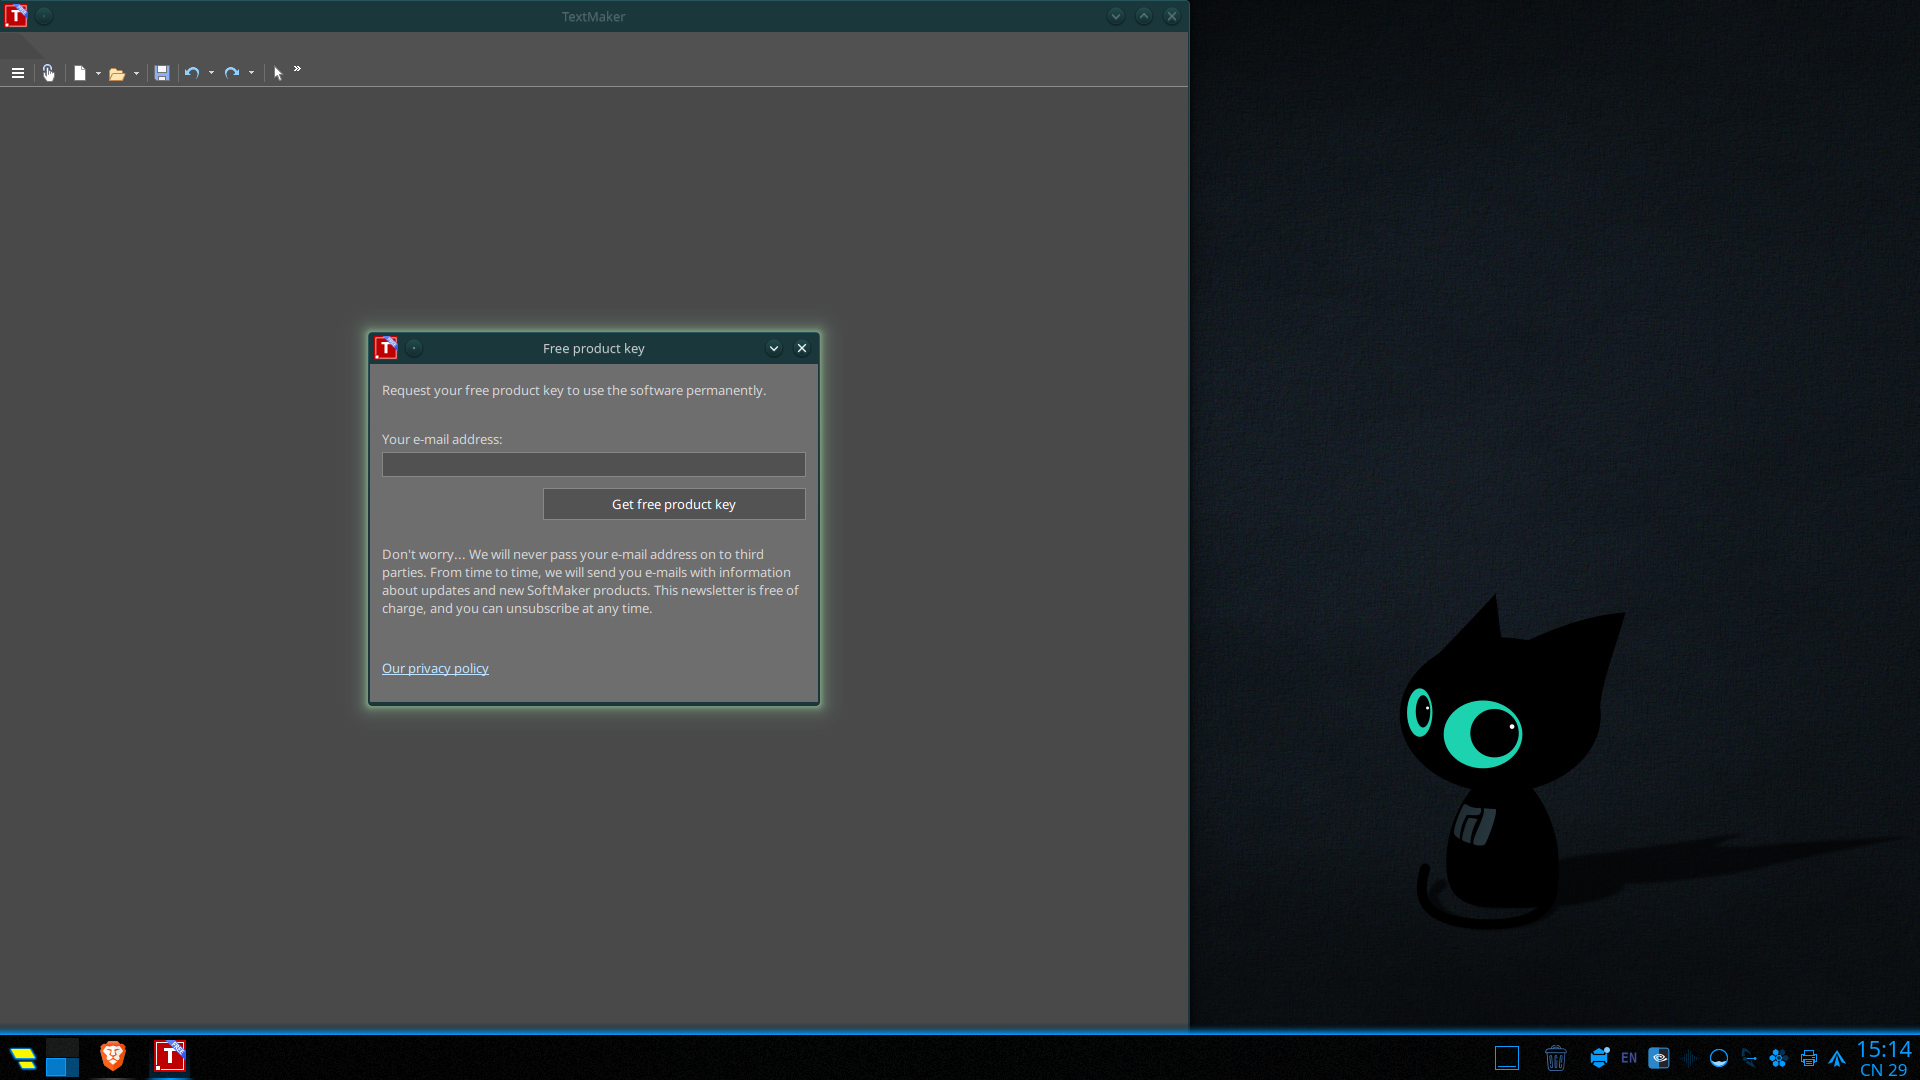 TextMaker
Free product key
Request your free product key to use the software permanently.
Your e-mail address:
Get free product key
Don't worry... We will never pass your e-mail address on to third
parties. From time to time, we will send you e-mails with information
about updates and new SoftMaker products. This newsletter is free of
charge, and you can unsubscribe at any time.
Our privacy policy
EN
15:14
CN 29